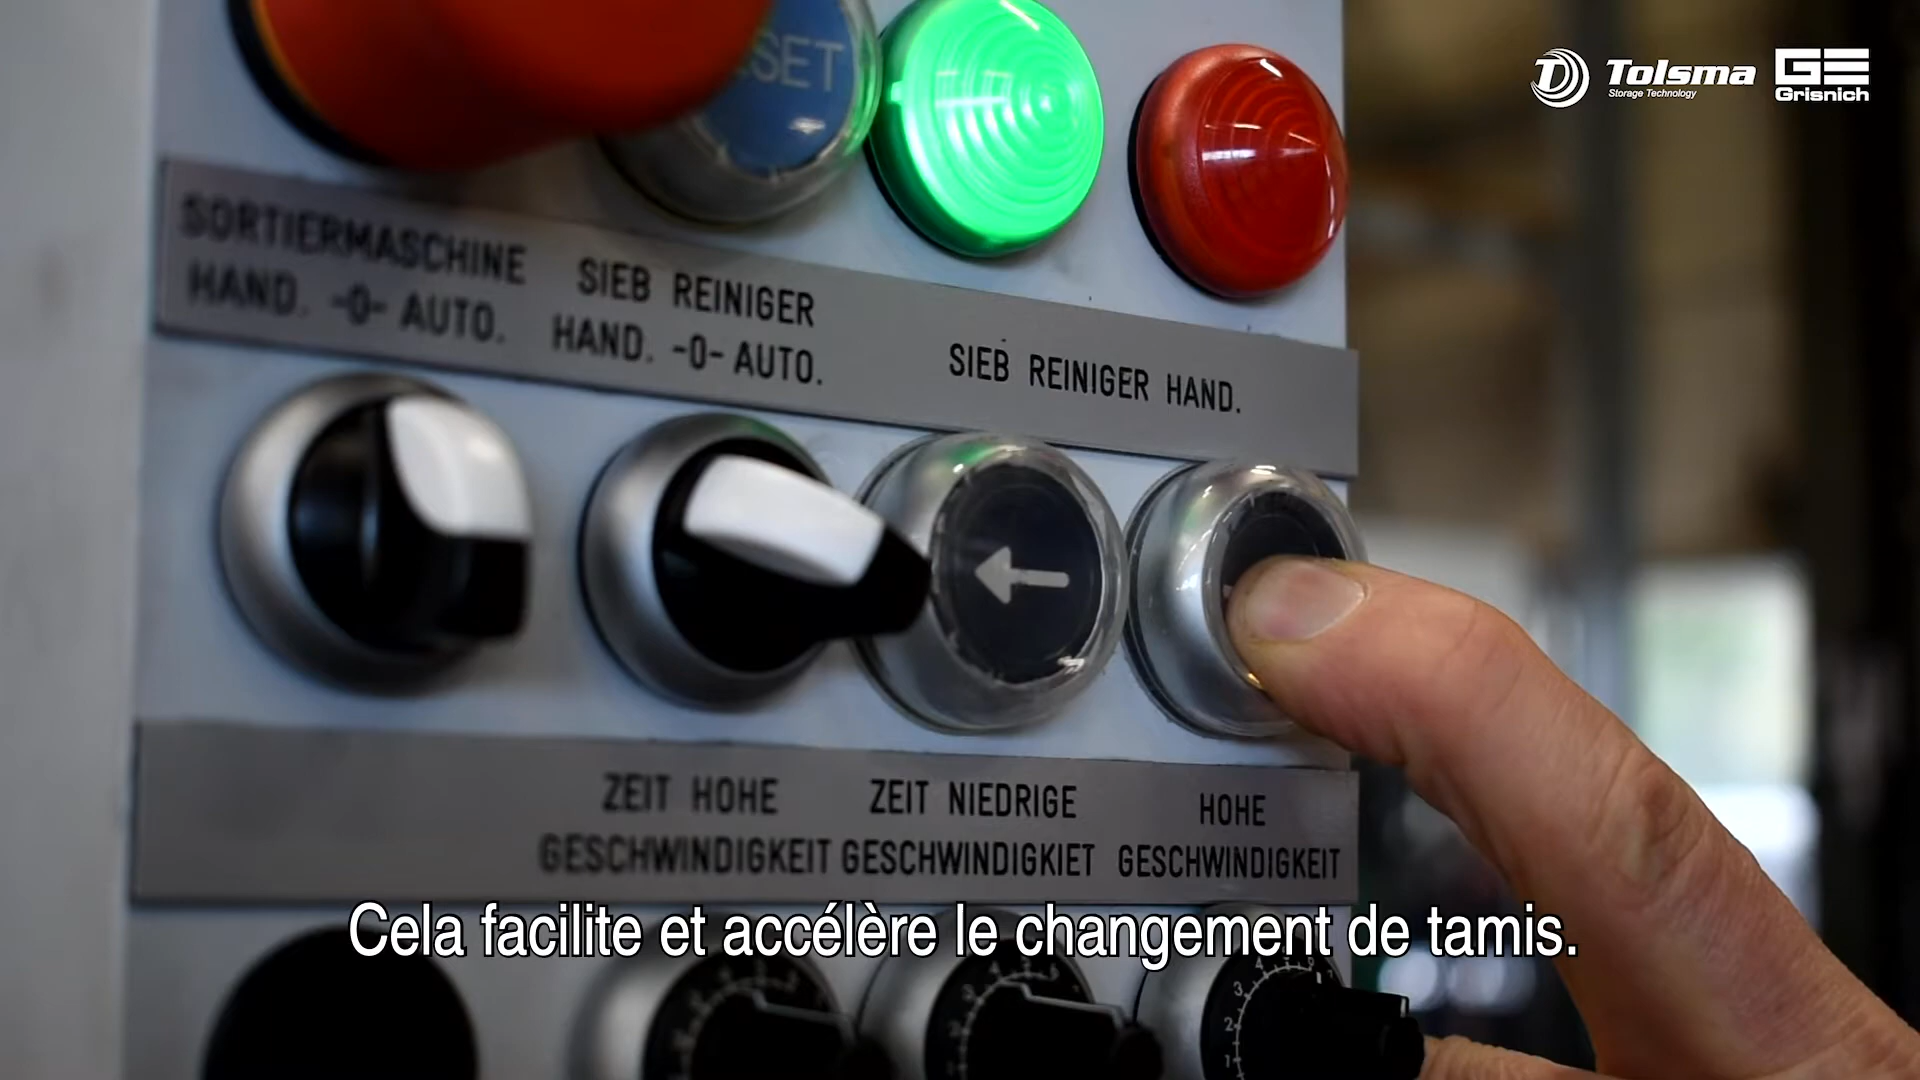 SET
Tolsma
Storage Technology
GE
Grisnich
SORTIERMASCHINE
HAND. -0- AUTO.
SIEB REINIGER
HAND. -0- AUTO.
SIEB REINIGER HAND.
ZEIT HOHE
GESCHWINDIGKEIT
ZEIT NIEDRIGE
GESCHWINDIGKIET
HOHE
GESCHWINDIGKEIT
Cela facilite et accélère le changement de tamis.